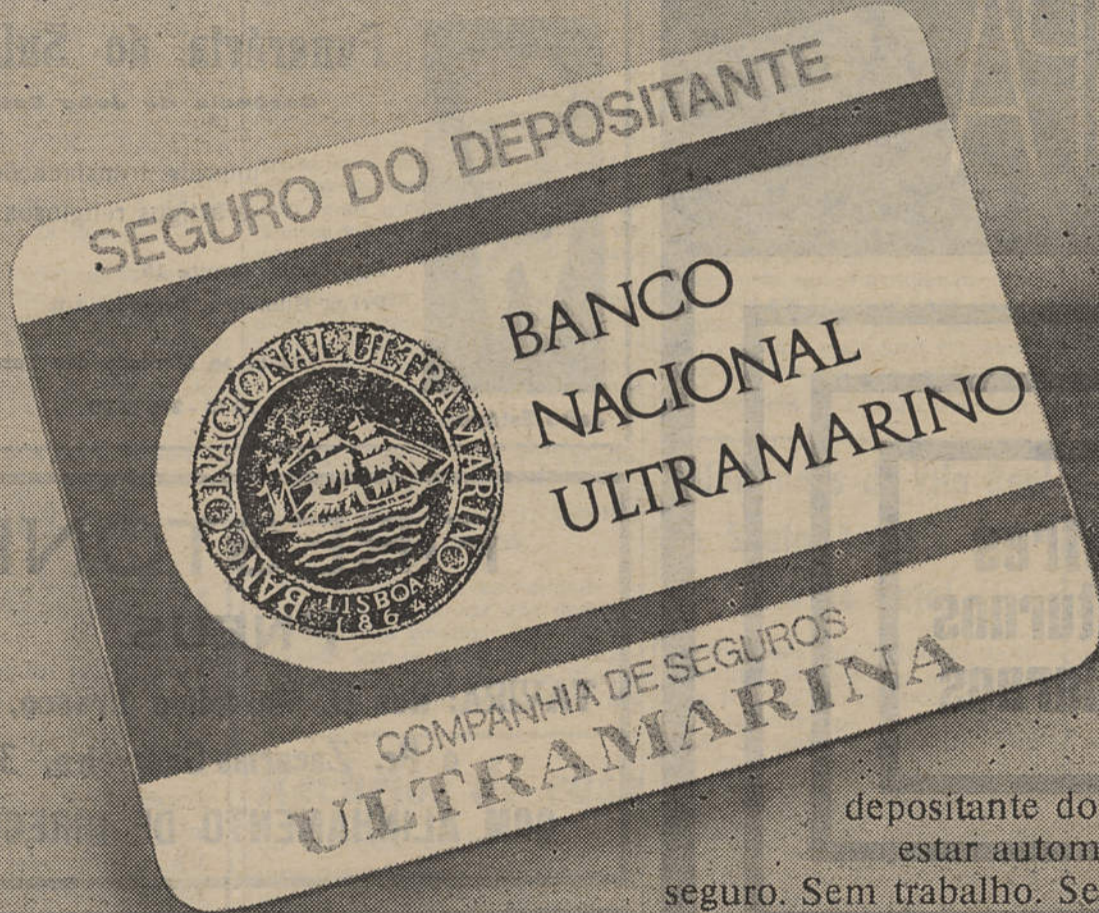 SEGURO DO DEPOSITANTE
BANCO
NACIONAL
ULTRAMARINO
BANCO NACIONAL ULTRAMARINO
LISBOA
1864
COMPANHIA DE SEGUROS
ULTRAMARINA
depositante do
estar autom
seguro. Sem trabalho. Se